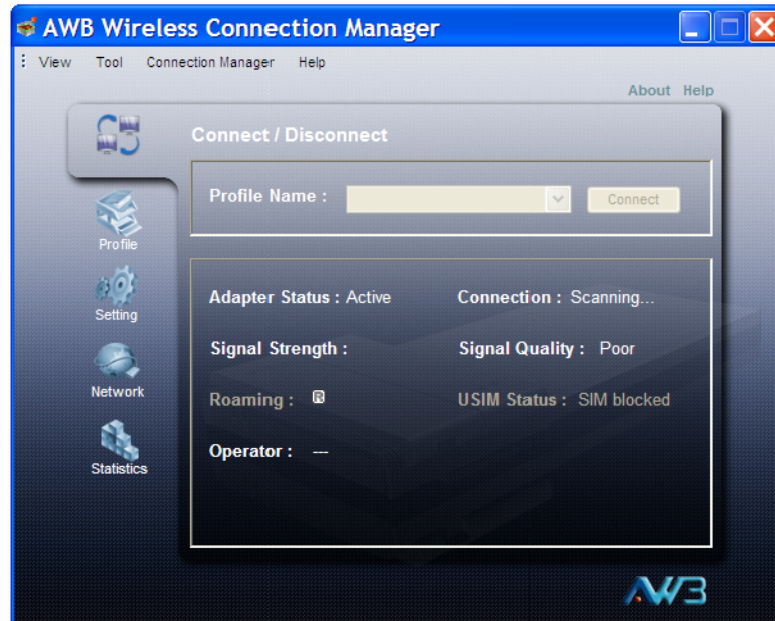 AWB Wireless Connection Manager
View Tool Connection Manager Help
About Help
Connect / Disconnect
Profile Name : Connect
Profile
Adapter Status : Active Connection : Scanning...
Setting
Signal Strength : Signal Quality : Poor
Network
Roaming : R USIM Status : SIM blocked
Operator : ---
Statistics
AWB